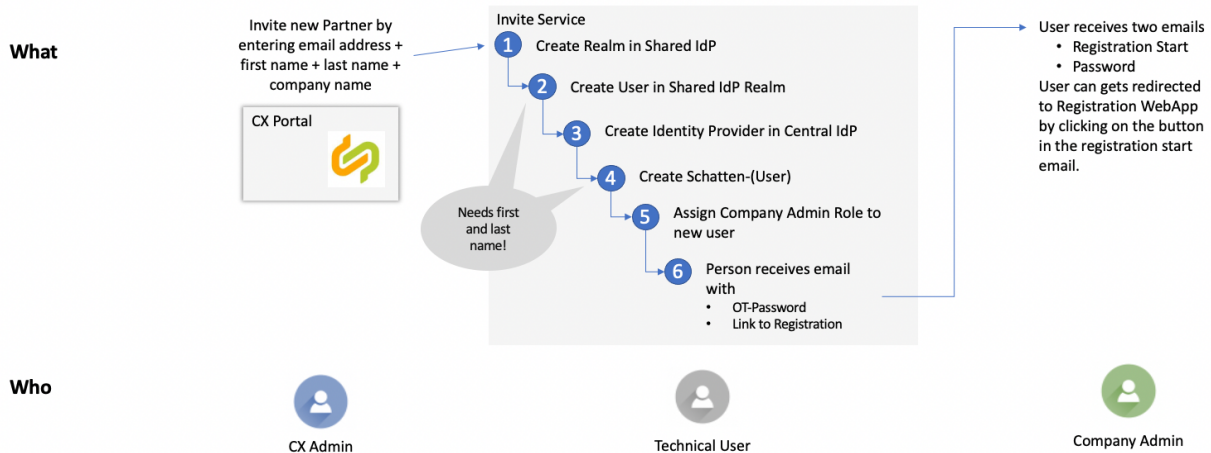 What
Invite new Partner by
entering email address +
first name + last name +
company name
CX Portal
Invite Service
1
Create Realm in Shared IdP
2
Create User in Shared IdP Realm
3
Create Identity Provider in Central IdP
4
Create Schatten-(User)
Needs first
and last
name!
5
Assign Company Admin Role to
new user
6
Person receives email
with
• OT-Password
• Link to Registration
User receives two emails
• Registration Start
• Password
User can gets redirected
to Registration WebApp
by clicking on the button
in the registration start
email.
Who
CX Admin
Technical User
Company Admin